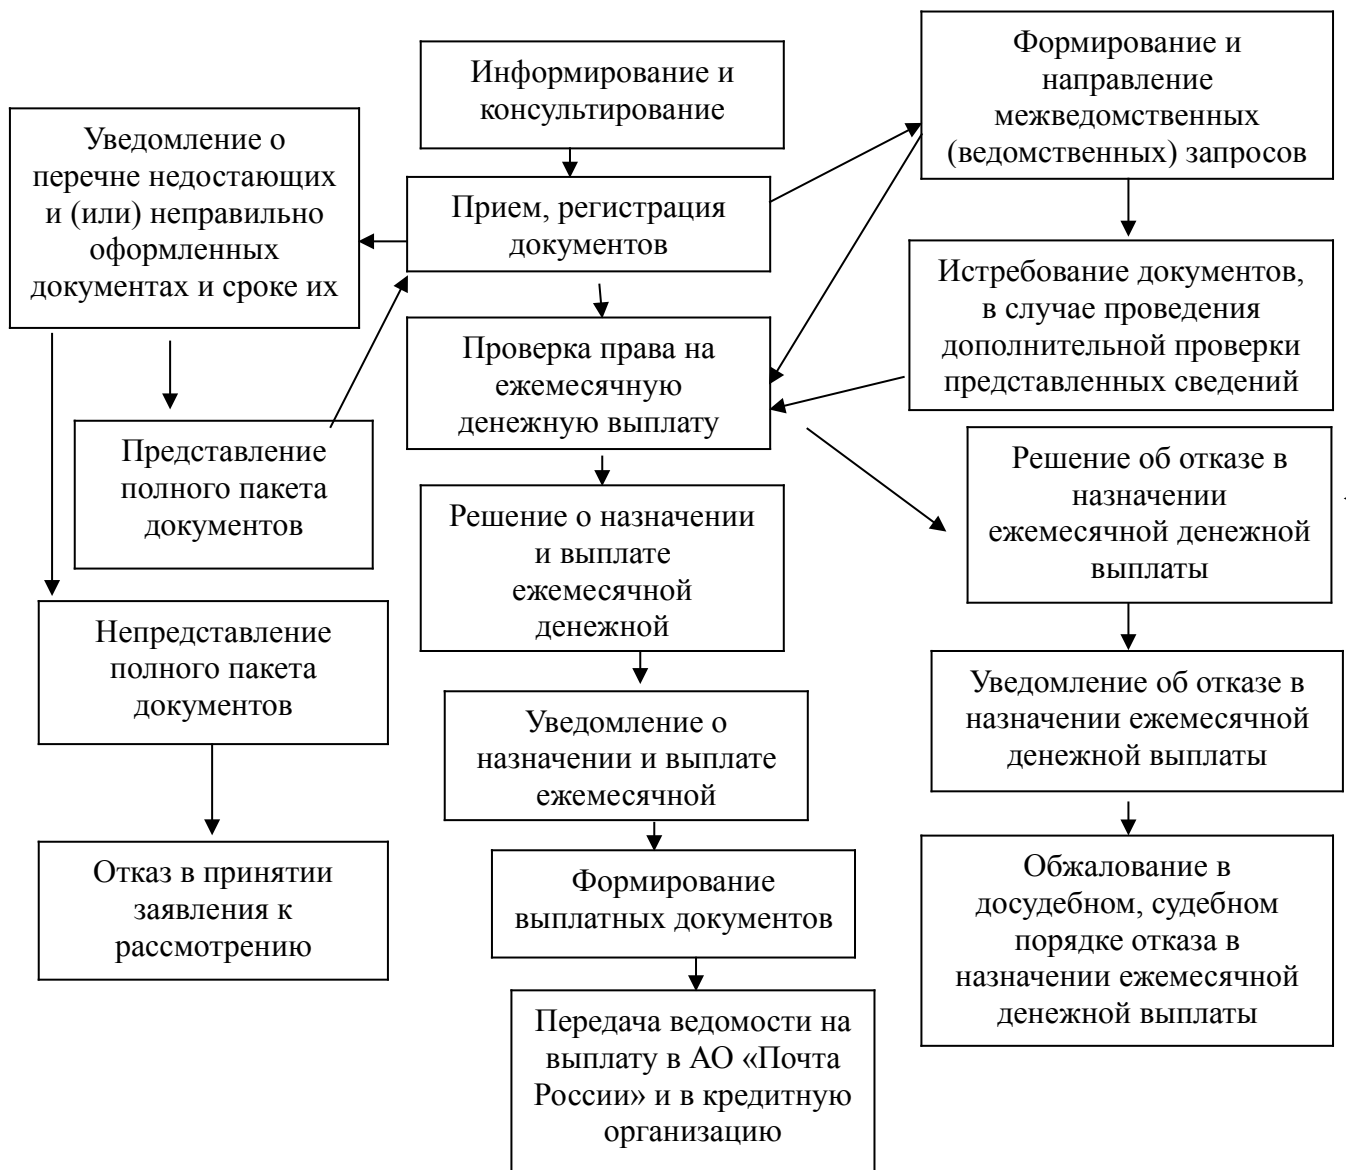 Информирование и
консультирование
Формирование и
направление
межведомственных
(ведомственных) запросов
Уведомление о
перечне недостающих
и (или) неправильно
оформленных
документах и сроке их
Прием, регистрация
документов
Истребование документов,
в случае проведения
дополнительной проверки
представленных сведений
Проверка права на
ежемесячную
денежную выплату
Представление
полного пакета
документов
Решение о назначении
и выплате
ежемесячной
денежной
Решение об отказе в
назначении
ежемесячной денежной
выплаты
Непредставление
полного пакета
документов
Уведомление о
назначении и выплате
ежемесячной
Уведомление об отказе в
назначении ежемесячной
денежной выплаты
Отказ в принятии
заявления к
рассмотрению
Формирование
выплатных документов
Обжалование в
досудебном, судебном
порядке отказа в
назначении ежемесячной
денежной выплаты
Передача ведомости на
выплату в АО «Почта
России» и в кредитную
организацию